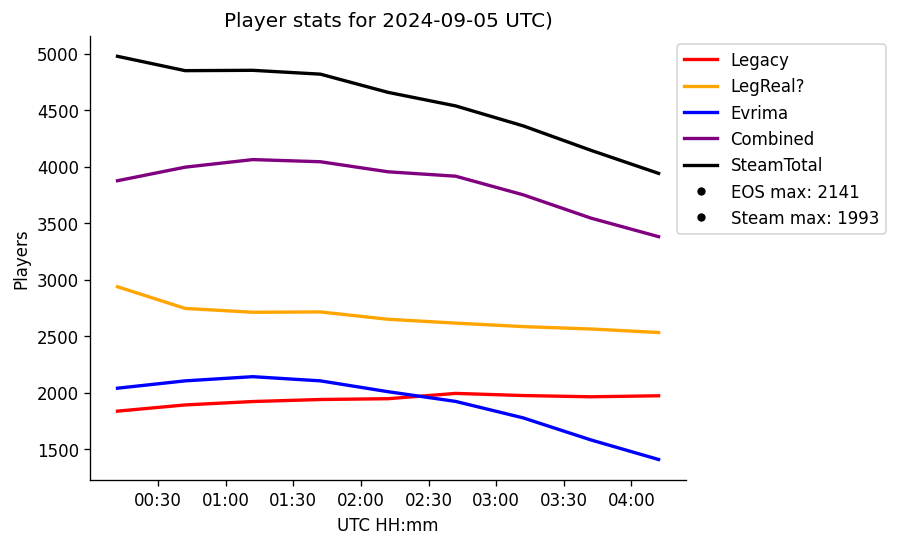 Player stats for 2024-09-05 UTC)
Players
5000
4500
4000
3500
3000
2500
2000
1500
00:30 01:00 01:30 02:00 02:30 03:00 03:30 04:00
UTC HH:mm
Legacy
LegReal?
Evrima
Combined
SteamTotal
EOS max: 2141
Steam max: 1993